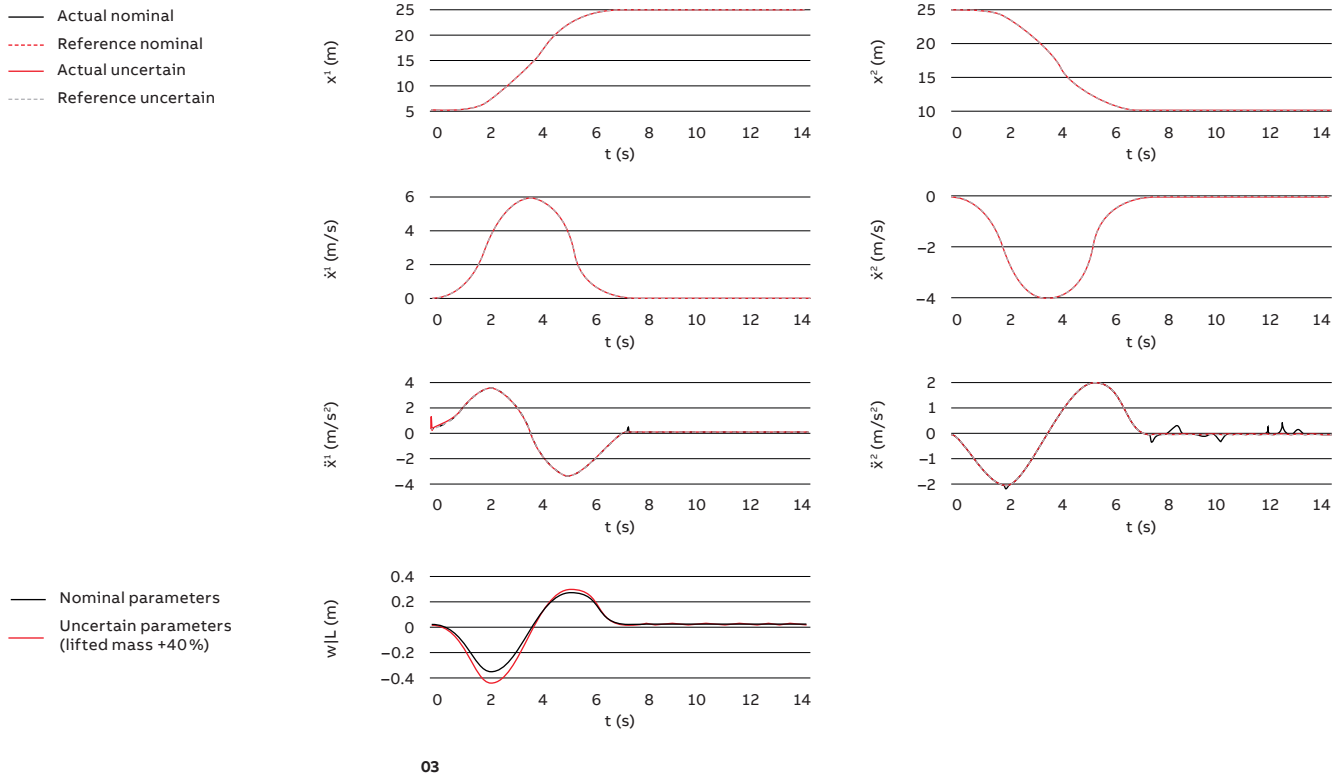 Actual nominal
Reference nominal
Actual uncertain
Reference uncertain
x¹ (m)
25
20
15
10
5
0 2 4 6 8 10 12 14
t (s)
x² (m)
25
20
15
10
0 2 4 6 8 10 12 14
t (s)
ẋ¹ (m/s)
6
4
2
0
0 2 4 6 8 10 12 14
t (s)
ẋ² (m/s)
0
−2
−4
0 2 4 6 8 10 12 14
t (s)
ẍ¹ (m/s²)
4
2
0
−2
−4
0 2 4 6 8 10 12 14
t (s)
ẍ² (m/s²)
2
1
0
−1
−2
0 2 4 6 8 10 12 14
t (s)
Nominal parameters
Uncertain parameters
(lifted mass +40%)
w|L (m)
0.4
0.2
0
−0.2
−0.4
0 2 4 6 8 10 12 14
t (s)
03